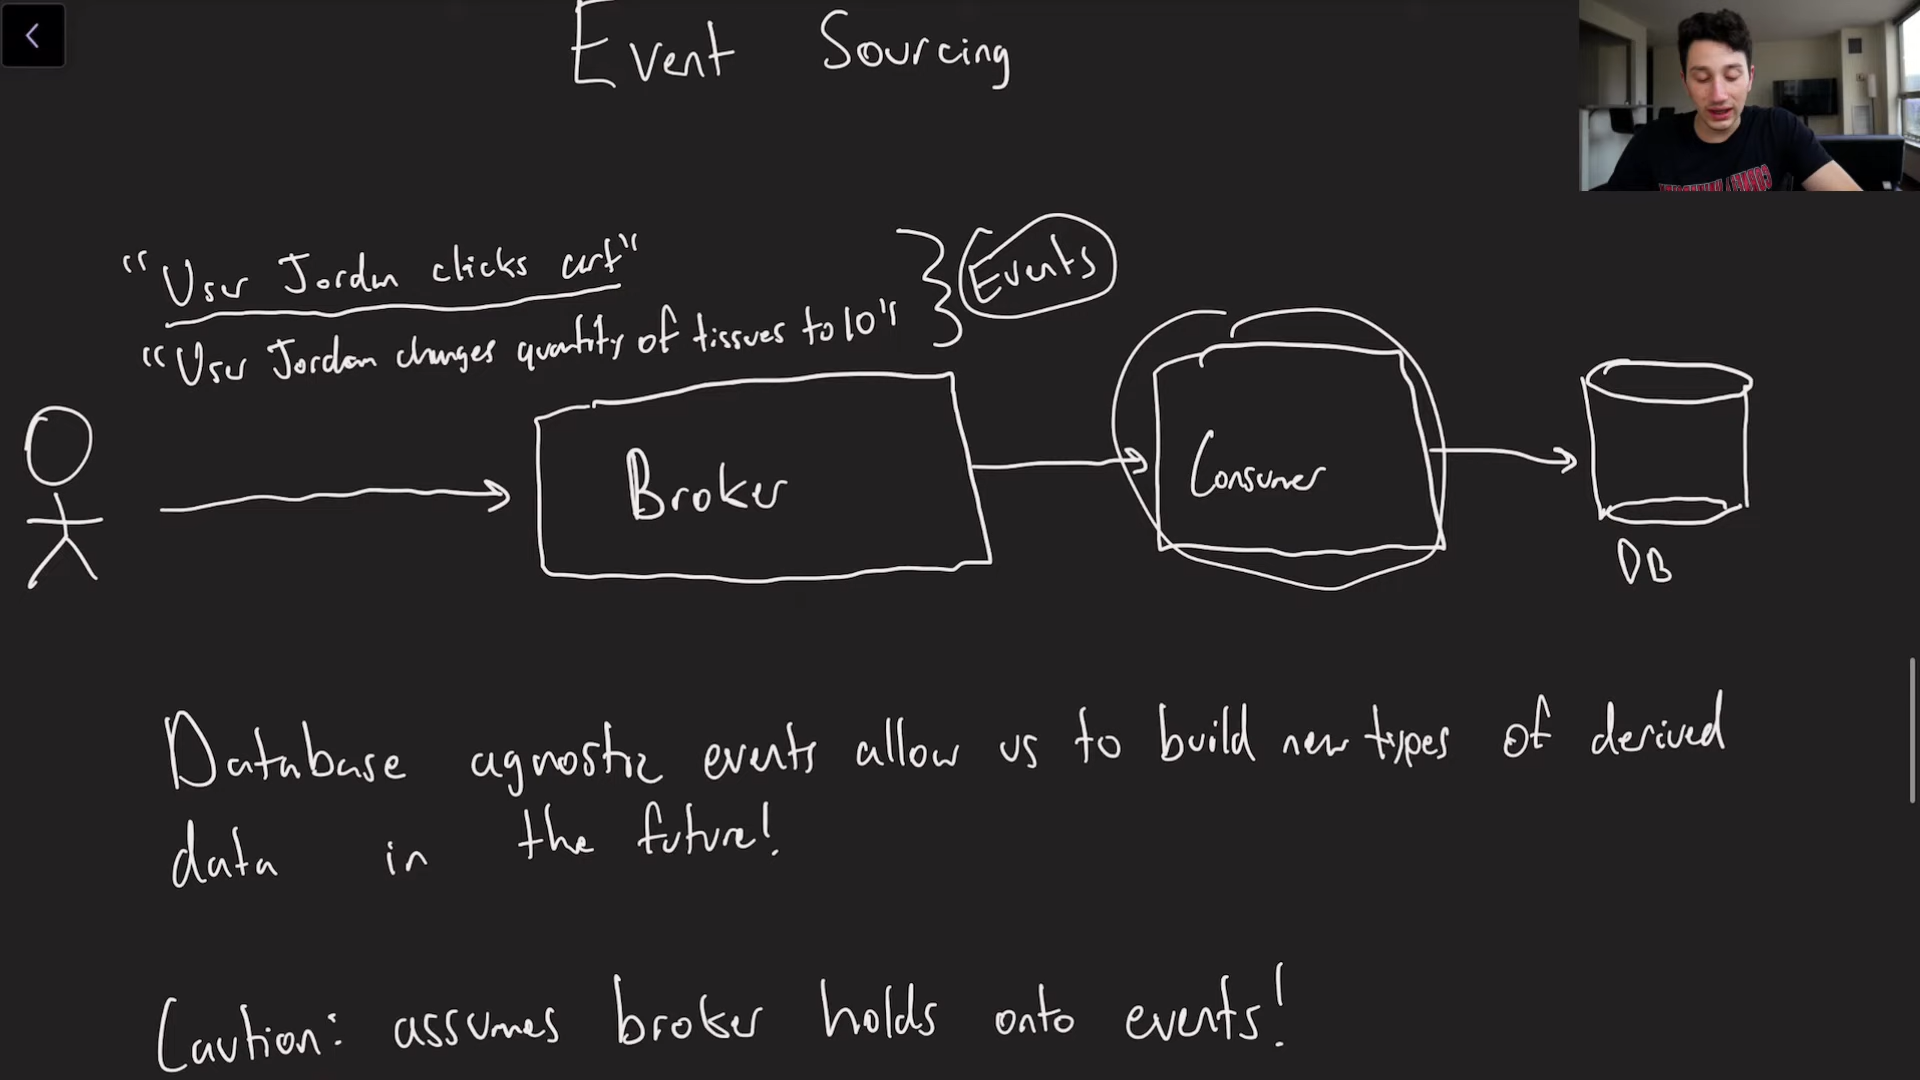 Event Sourcing
"User Jordan clicks cart"
"User Jordan changes quantity of tissues to 10"
Events
Broker
Consumer
DB
Database agnostic events allow us to build new types of derived
data in the future!
Caution: assumes broker holds onto events!